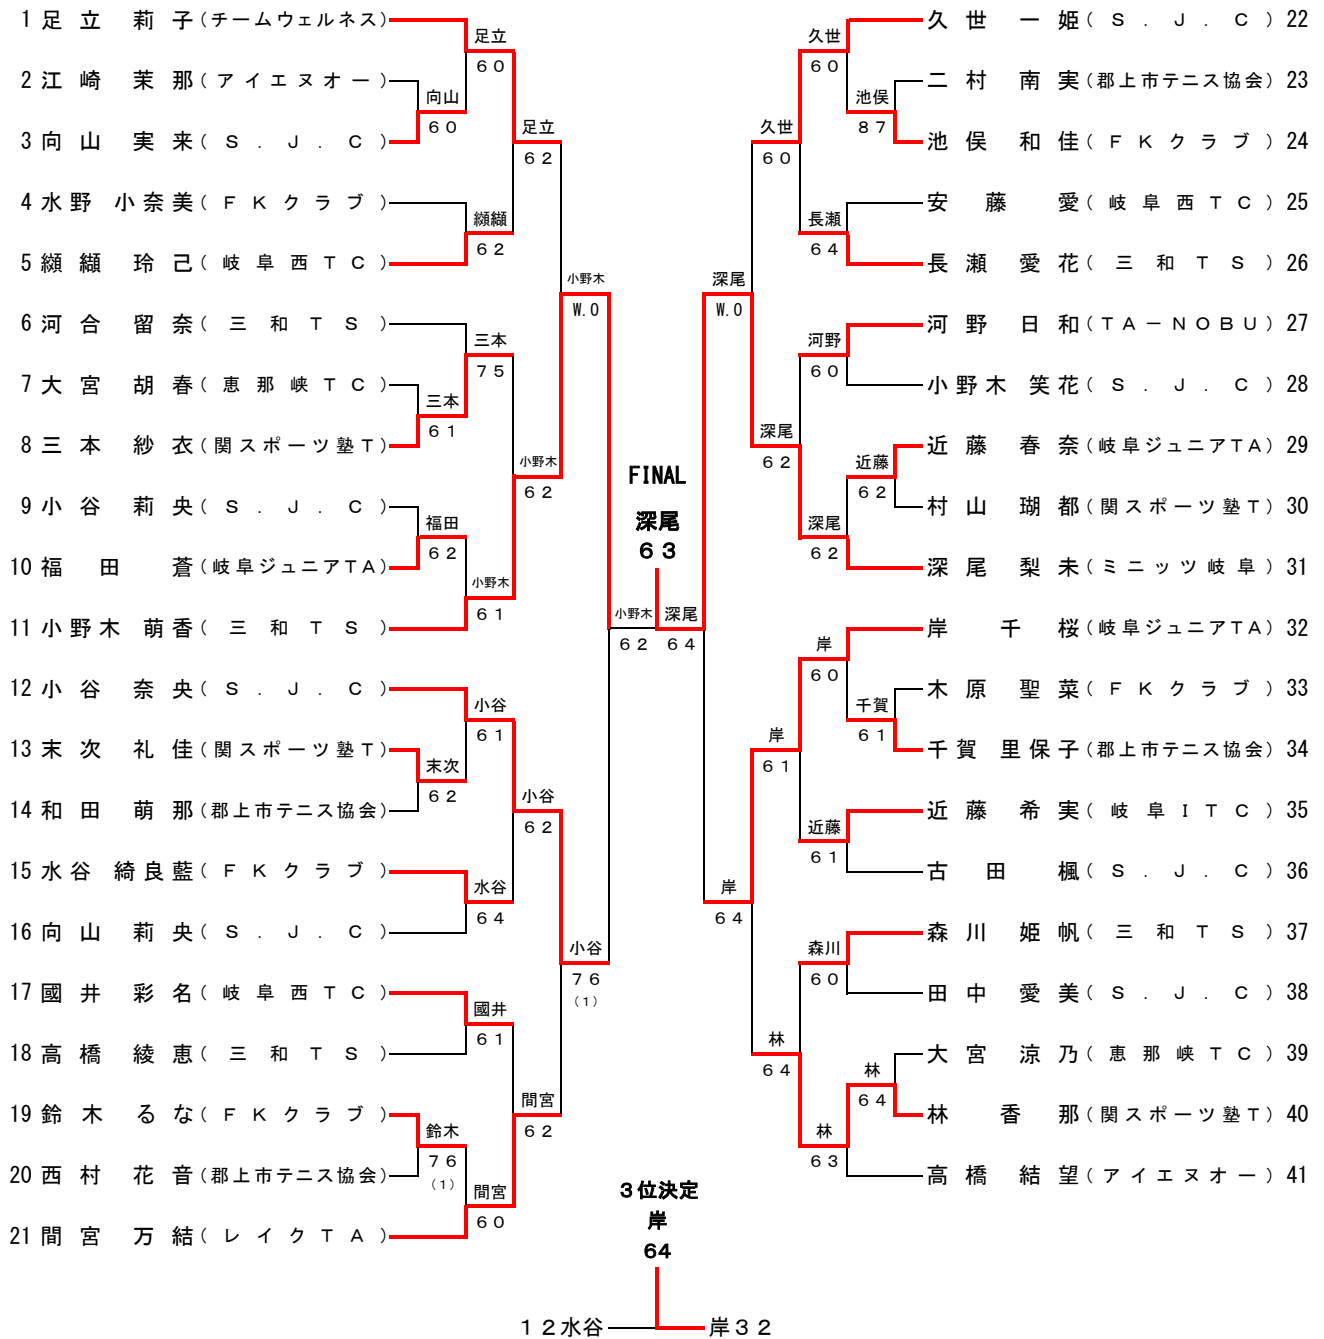 1 足立 莉子(チームウェルネス)
2 江崎 茉那(アイエヌオー)
3 向山 実来(S.J.C)
4 水野 小奈美(FKクラブ)
5 纐纈 玲己(岐阜西TC)
6 河合 留奈(三和TS)
7 大宮 胡春(恵那峡TC)
8 三本 紗衣(関スポーツ塾T)
9 小谷 莉央(S.J.C)
10 福田 蒼(岐阜ジュニアTA)
11 小野木 萌香(三和TS)
12 小谷 奈央(S.J.C)
13 末次 礼佳(関スポーツ塾T)
14 和田 萌那(郡上市テニス協会)
15 水谷 綺良藍(FKクラブ)
16 向山 莉央(S.J.C)
17 國井 彩名(岐阜西TC)
18 高橋 綾恵(三和TS)
19 鈴木 るな(FKクラブ)
20 西村 花音(郡上市テニス協会)
21 間宮 万結(レイクTA)
向山
60
三本
61
福田
62
末次
62
鈴木
76
(1)
足立
60
纐纈
62
三本
75
小野木
61
小谷
61
水谷
64
國井
61
間宮
60
足立
62
小野木
62
小谷
62
間宮
62
小野木
W.0
小谷
76
(1)
小野木
62
FINAL
深尾
63
深尾
64
深尾
W.0
岸
64
久世
60
深尾
62
岸
61
林
64
久世
60
長瀬
64
河野
60
深尾
62
岸
60
近藤
61
森川
60
林
63
池俣
87
近藤
62
千賀
61
林
64
久世 一姫(S.J.C) 22
二村 南実(郡上市テニス協会) 23
池俣 和佳(FKクラブ) 24
安藤 愛(岐阜西TC) 25
長瀬 愛花(三和TS) 26
河野 日和(TA-NOBU) 27
小野木 笑花(S.J.C) 28
近藤 春奈(岐阜ジュニアTA) 29
村山 瑚都(関スポーツ塾T) 30
深尾 梨未(ミニッツ岐阜) 31
岸 千桜(岐阜ジュニアTA) 32
木原 聖菜(FKクラブ) 33
千賀 里保子(郡上市テニス協会) 34
近藤 希実(岐阜ITC) 35
古田 楓(S.J.C) 36
森川 姫帆(三和TS) 37
田中 愛美(S.J.C) 38
大宮 涼乃(恵那峡TC) 39
林 香那(関スポーツ塾T) 40
高橋 結望(アイエヌオー) 41
3位決定
岸
64
12水谷 岸32